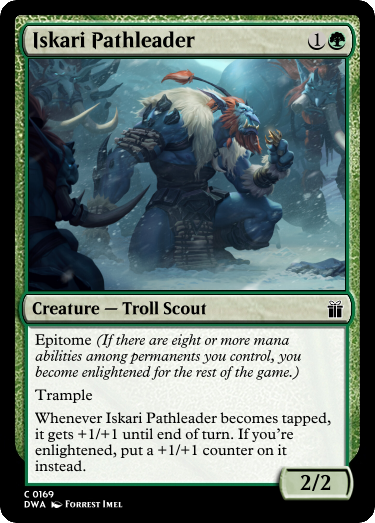 Iskari Pathleader 1
Creature — Troll Scout
Epitome (If there are eight or more mana
abilities among permanents you control, you
become enlightened for the rest of the game.)
Trample
Whenever Iskari Pathleader becomes tapped,
it gets +1/+1 until end of turn. If you're
enlightened, put a +1/+1 counter on it
instead.
2/2
C 0169
DWA Forrest Imel